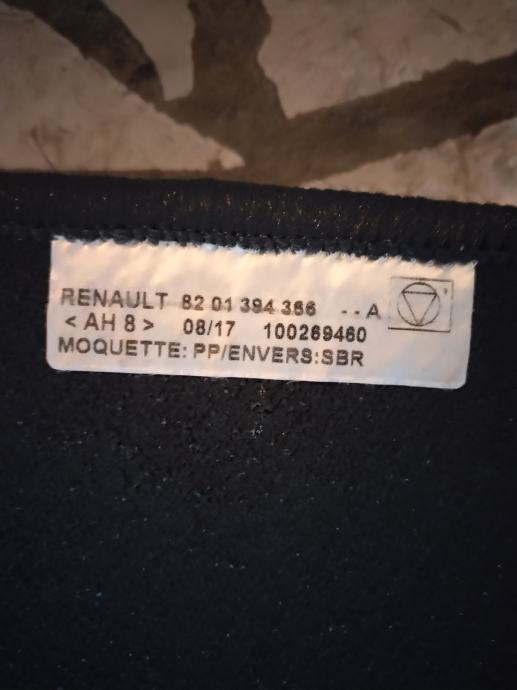 RENAULT 82 01 394 366 -- A
< AH 8 > 08/17 100269460
MOQUETTE: PP/ENVERS:SBR